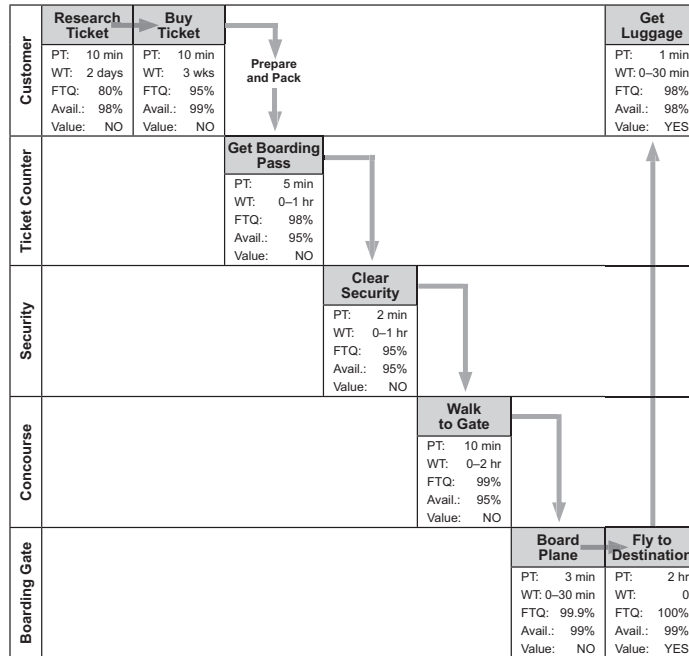 Customer
Research
Ticket
PT: 10 min
WT: 2 days
FTQ: 80%
Avail.: 98%
Value: NO
Buy
Ticket
PT: 10 min
WT: 3 wks
FTQ: 95%
Avail.: 99%
Value: NO
Prepare
and Pack
Get
Luggage
PT: 1 min
WT: 0–30 min
FTQ: 98%
Avail.: 98%
Value: YES
Ticket Counter
Get Boarding
Pass
PT: 5 min
WT: 0–1 hr
FTQ: 98%
Avail.: 95%
Value: NO
Security
Clear
Security
PT: 2 min
WT: 0–1 hr
FTQ: 95%
Avail.: 95%
Value: NO
Concourse
Walk
to Gate
PT: 10 min
WT: 0–2 hr
FTQ: 99%
Avail.: 95%
Value: NO
Boarding Gate
Board
Plane
PT: 3 min
WT: 0–30 min
FTQ: 99.9%
Avail.: 99%
Value: NO
Fly to
Destination
PT: 2 hr
WT: 0
FTQ: 100%
Avail.: 99%
Value: YES